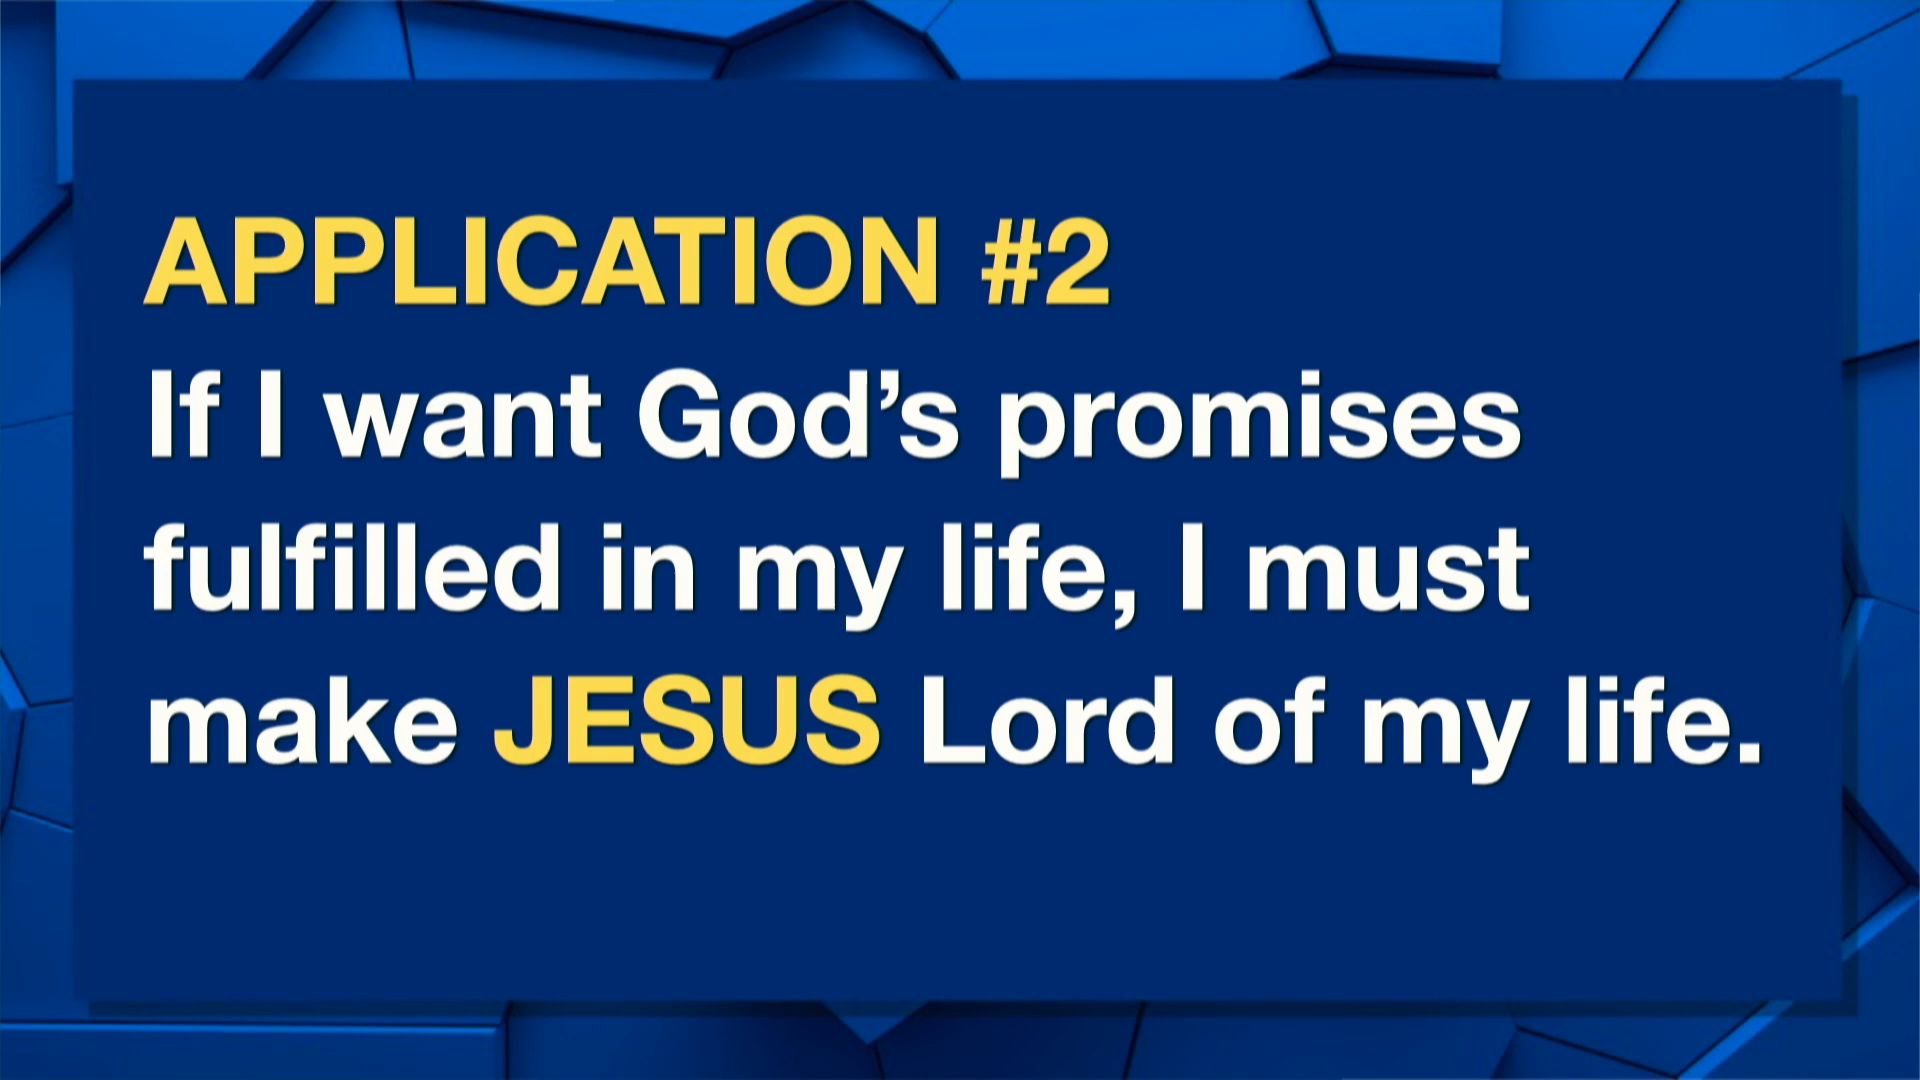 APPLICATION #2
If I want God’s promises
fulfilled in my life, I must
make JESUS Lord of my life.